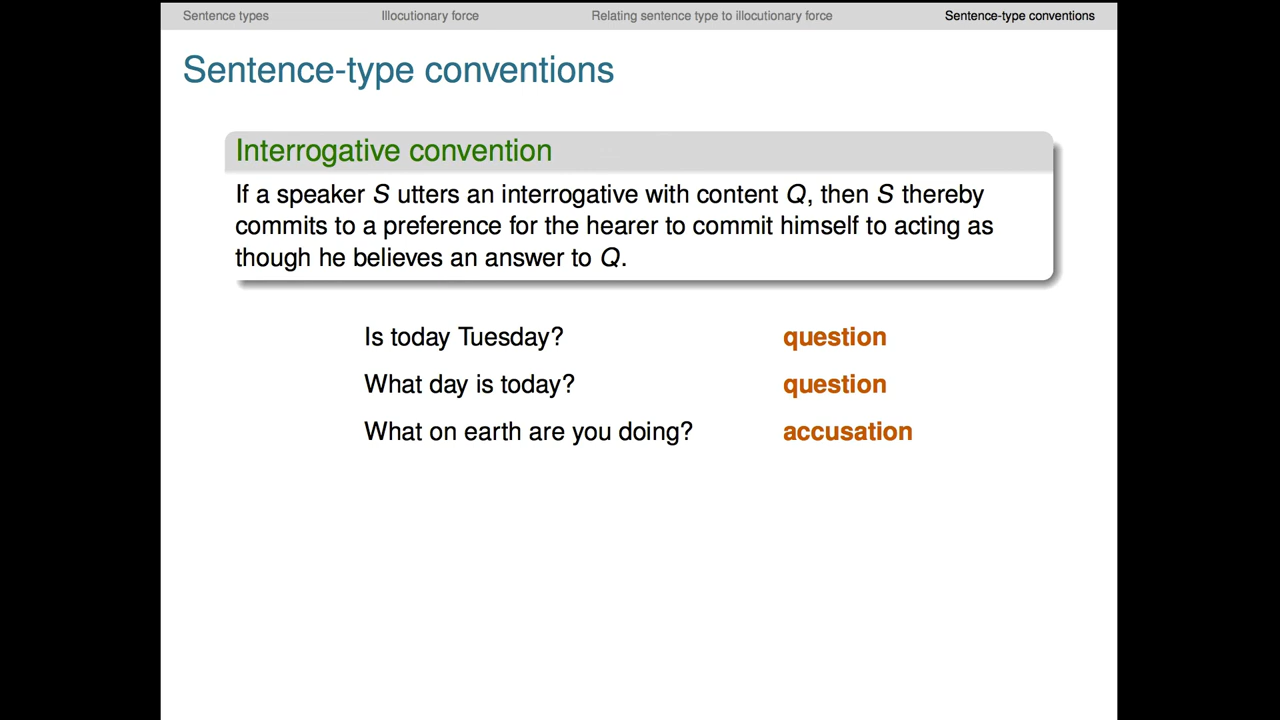 Sentence types Illocutionary force Relating sentence type to illocutionary force Sentence-type conventions
Sentence-type conventions
Interrogative convention
If a speaker S utters an interrogative with content Q, then S thereby
commits to a preference for the hearer to commit himself to acting as
though he believes an answer to Q.
Is today Tuesday? question
What day is today? question
What on earth are you doing? accusation